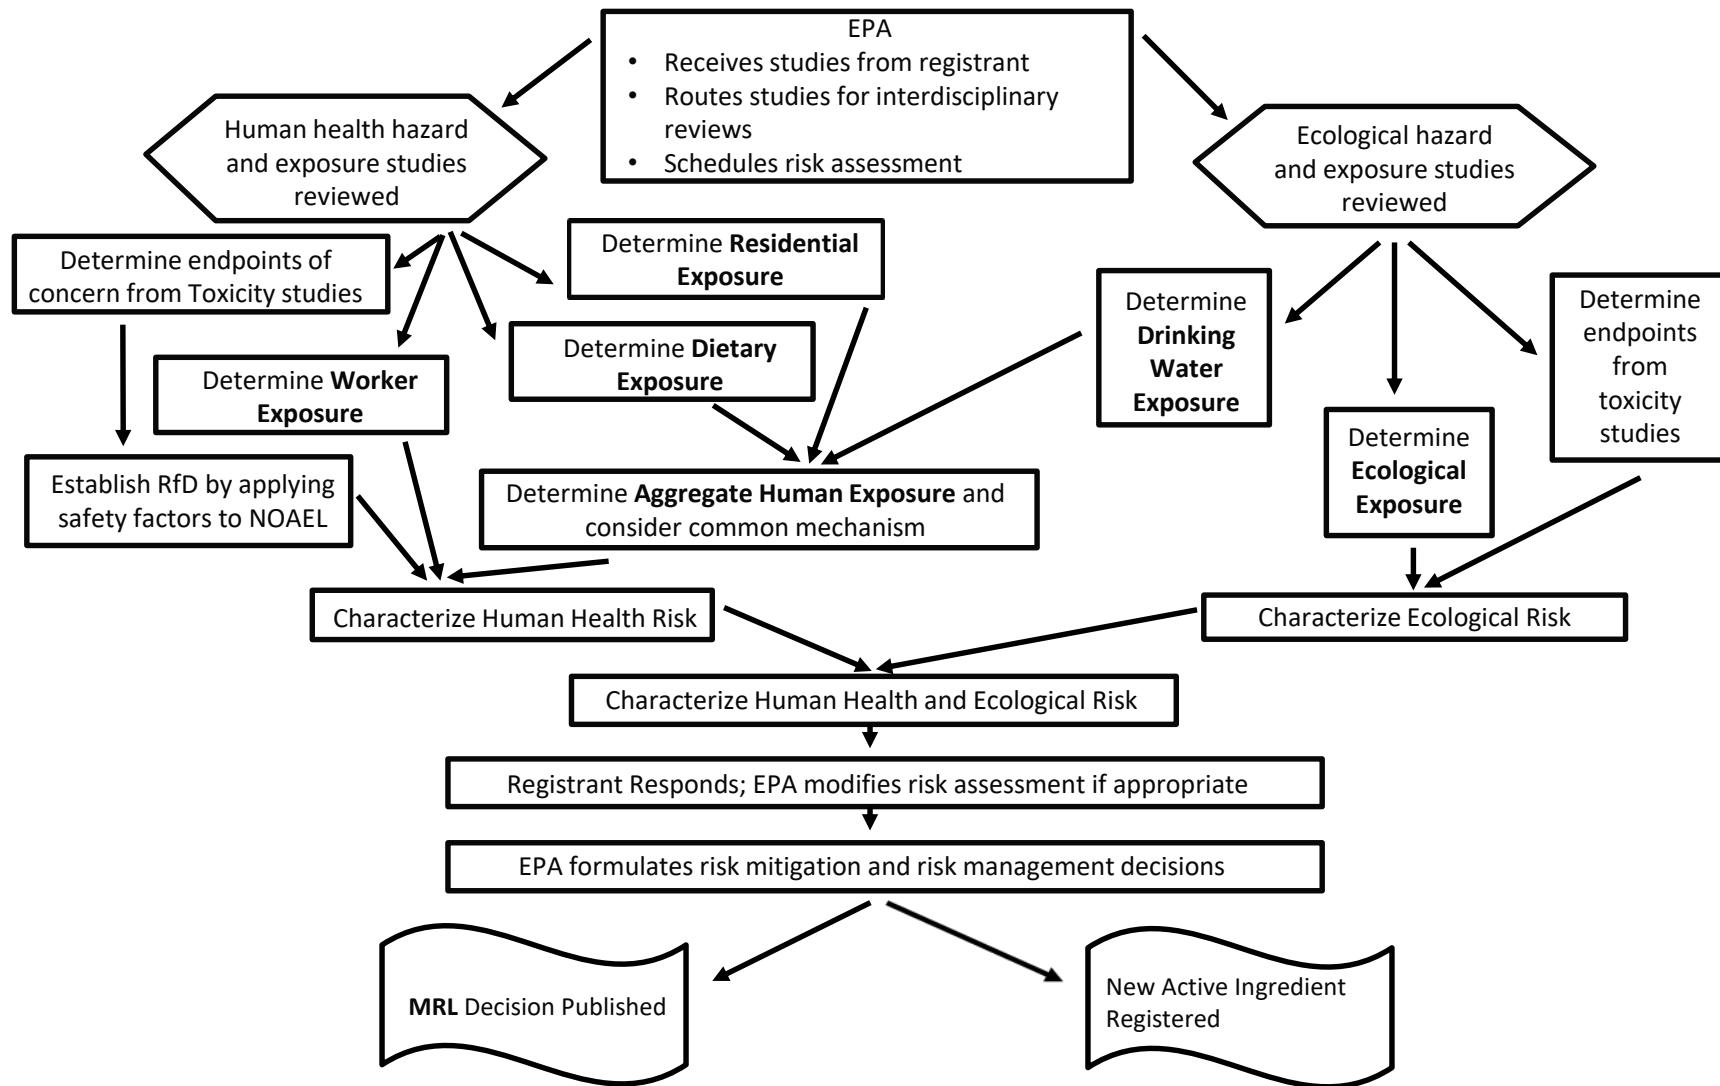 EPA
• Receives studies from registrant
• Routes studies for interdisciplinary
reviews
• Schedules risk assessment
Human health hazard
and exposure studies
reviewed
Ecological hazard
and exposure studies
reviewed
Determine endpoints of
concern from Toxicity studies
Determine Residential
Exposure
Determine Worker
Exposure
Determine Dietary
Exposure
Determine
Drinking
Water
Exposure
Determine
Ecological
Exposure
Determine
endpoints
from
toxicity
studies
Establish RfD by applying
safety factors to NOAEL
Determine Aggregate Human Exposure and
consider common mechanism
Characterize Human Health Risk
Characterize Ecological Risk
Characterize Human Health and Ecological Risk
Registrant Responds; EPA modifies risk assessment if appropriate
EPA formulates risk mitigation and risk management decisions
MRL Decision Published
New Active Ingredient
Registered